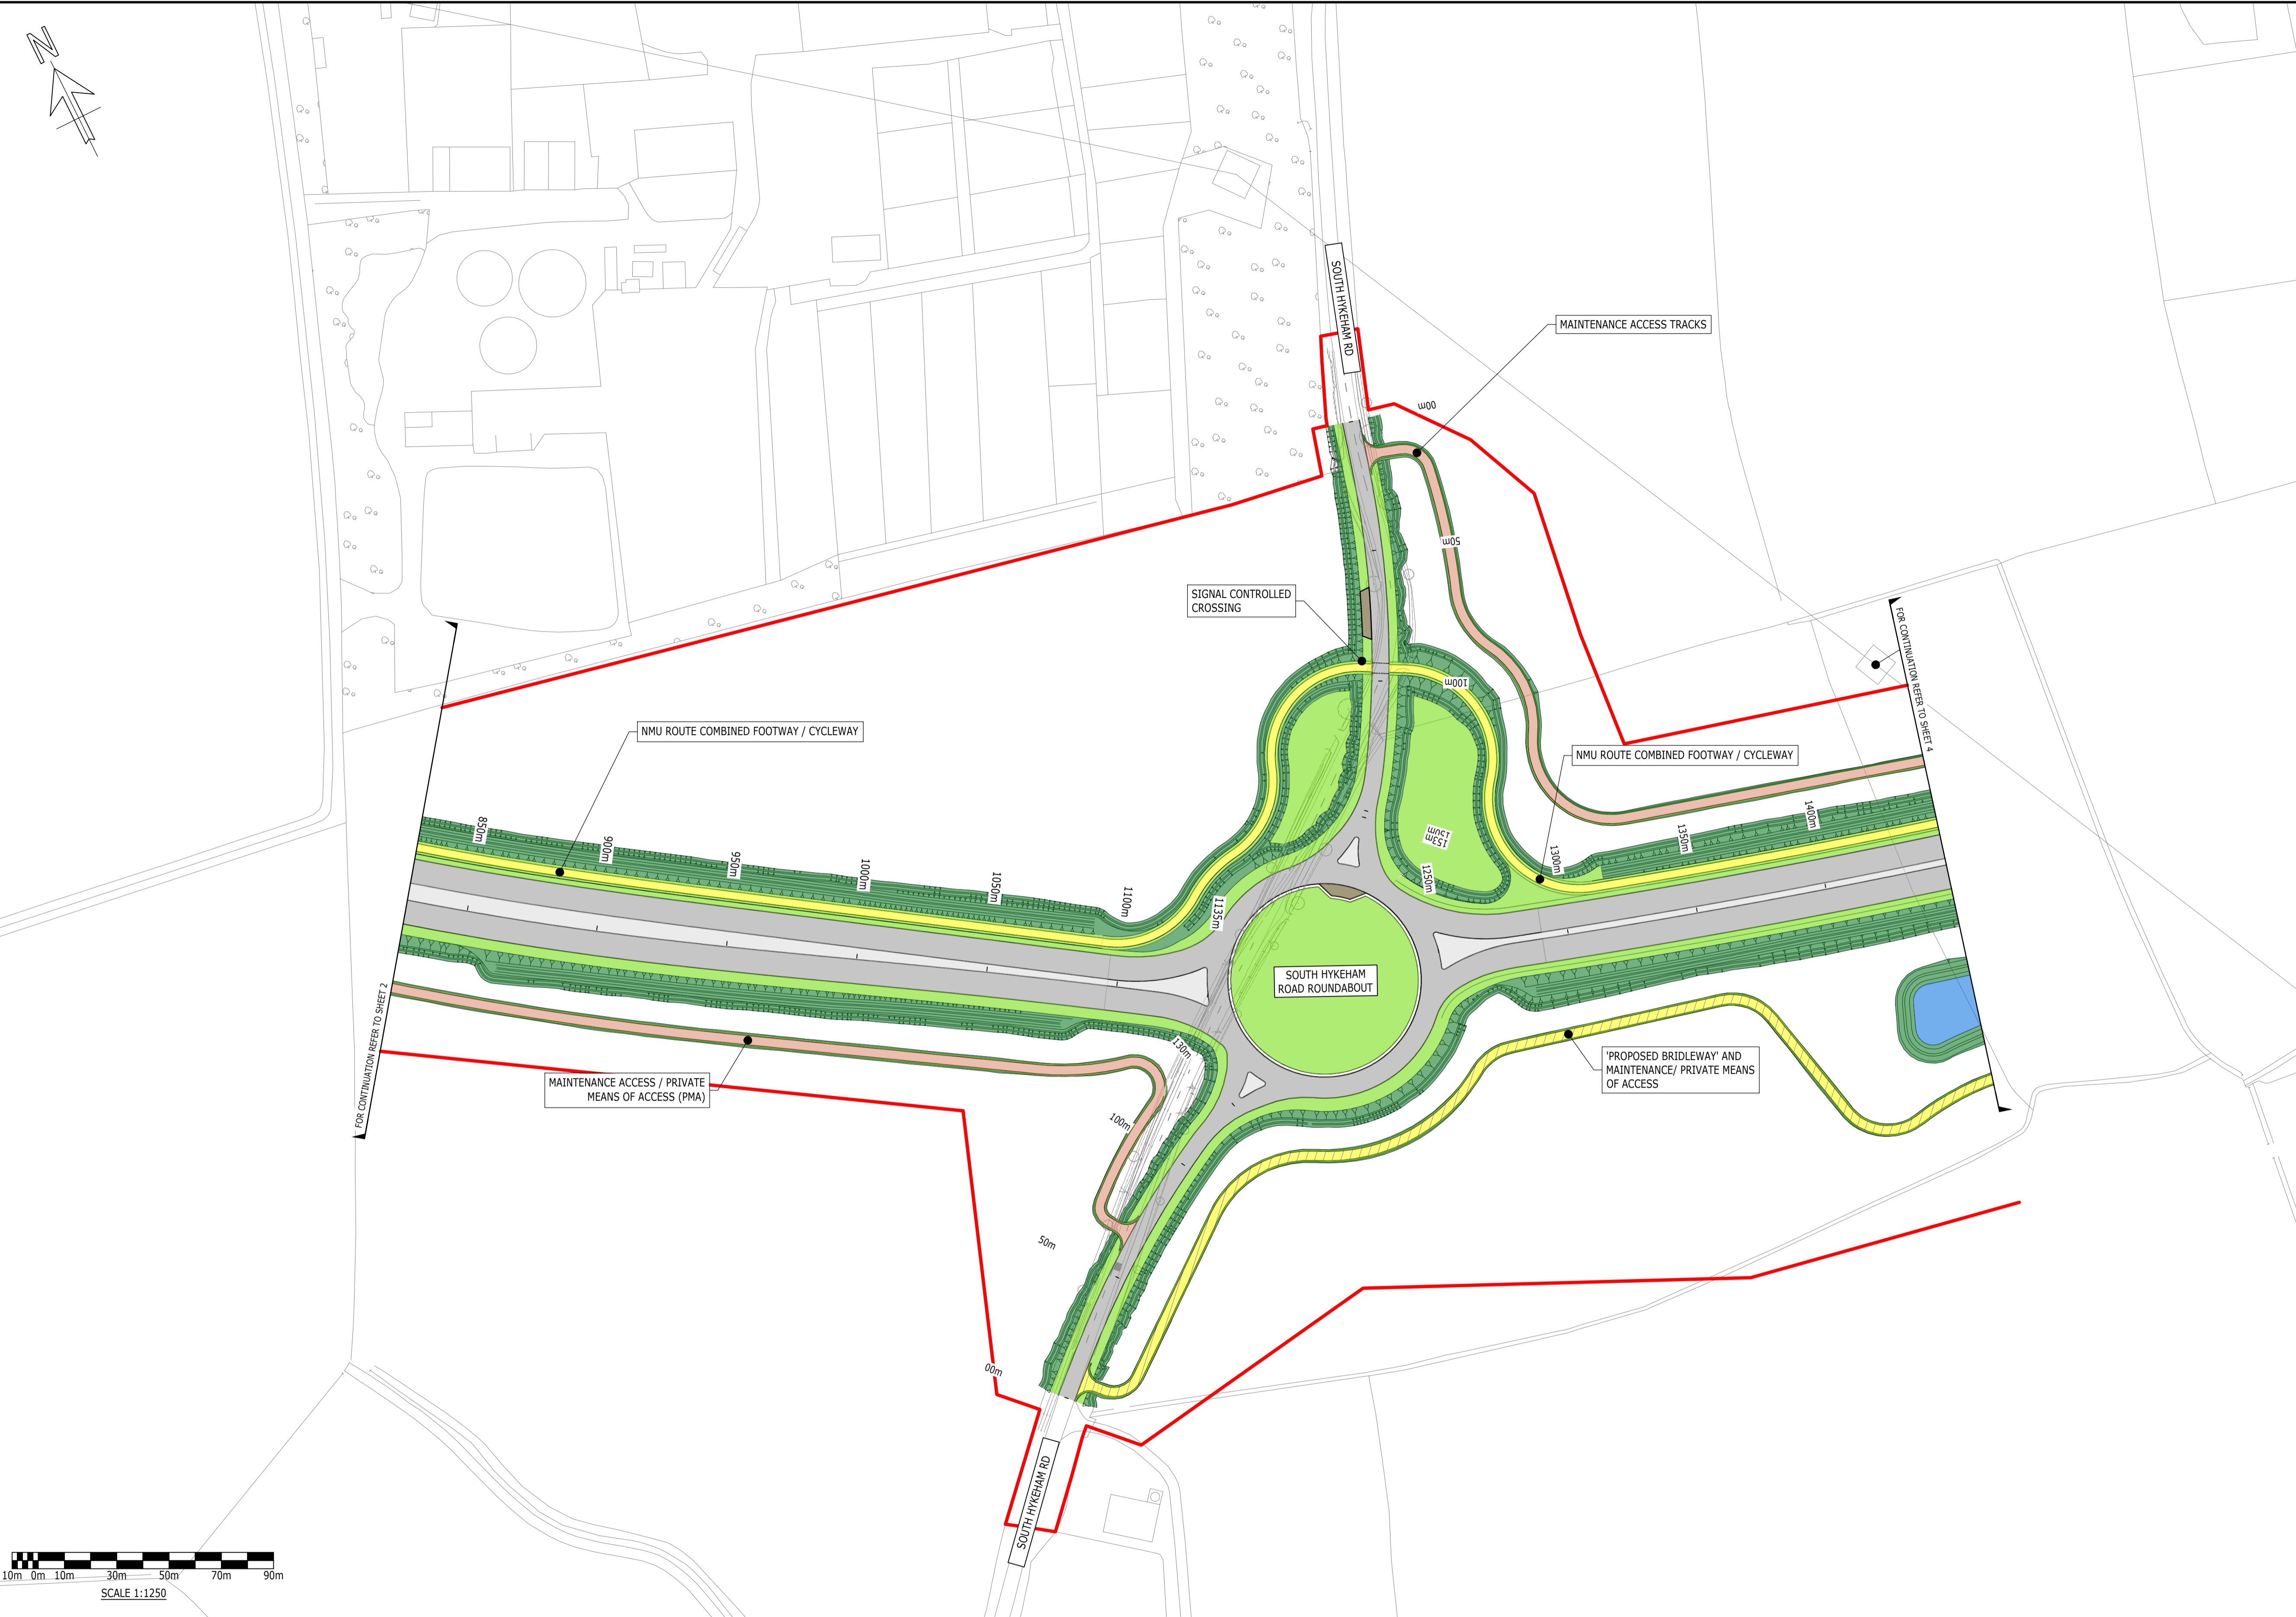 N
SOUTH HYKEHAM RD
MAINTENANCE ACCESS TRACKS
00m
50m
SIGNAL CONTROLLED
CROSSING
FOR CONTINUATION REFER TO SHEET 4
100m
NMU ROUTE COMBINED FOOTWAY / CYCLEWAY
NMU ROUTE COMBINED FOOTWAY / CYCLEWAY
850m
900m
950m
1000m
1050m
1100m
1135m
150m
153m
1250m
1300m
1350m
1400m
SOUTH HYKEHAM
ROAD ROUNDABOUT
FOR CONTINUATION REFER TO SHEET 2
130m
'PROPOSED BRIDLEWAY' AND
MAINTENANCE/ PRIVATE MEANS
OF ACCESS
MAINTENANCE ACCESS / PRIVATE
MEANS OF ACCESS (PMA)
100m
50m
00m
SOUTH HYKEHAM RD
10m 0m 10m 30m 50m 70m 90m
SCALE 1:1250